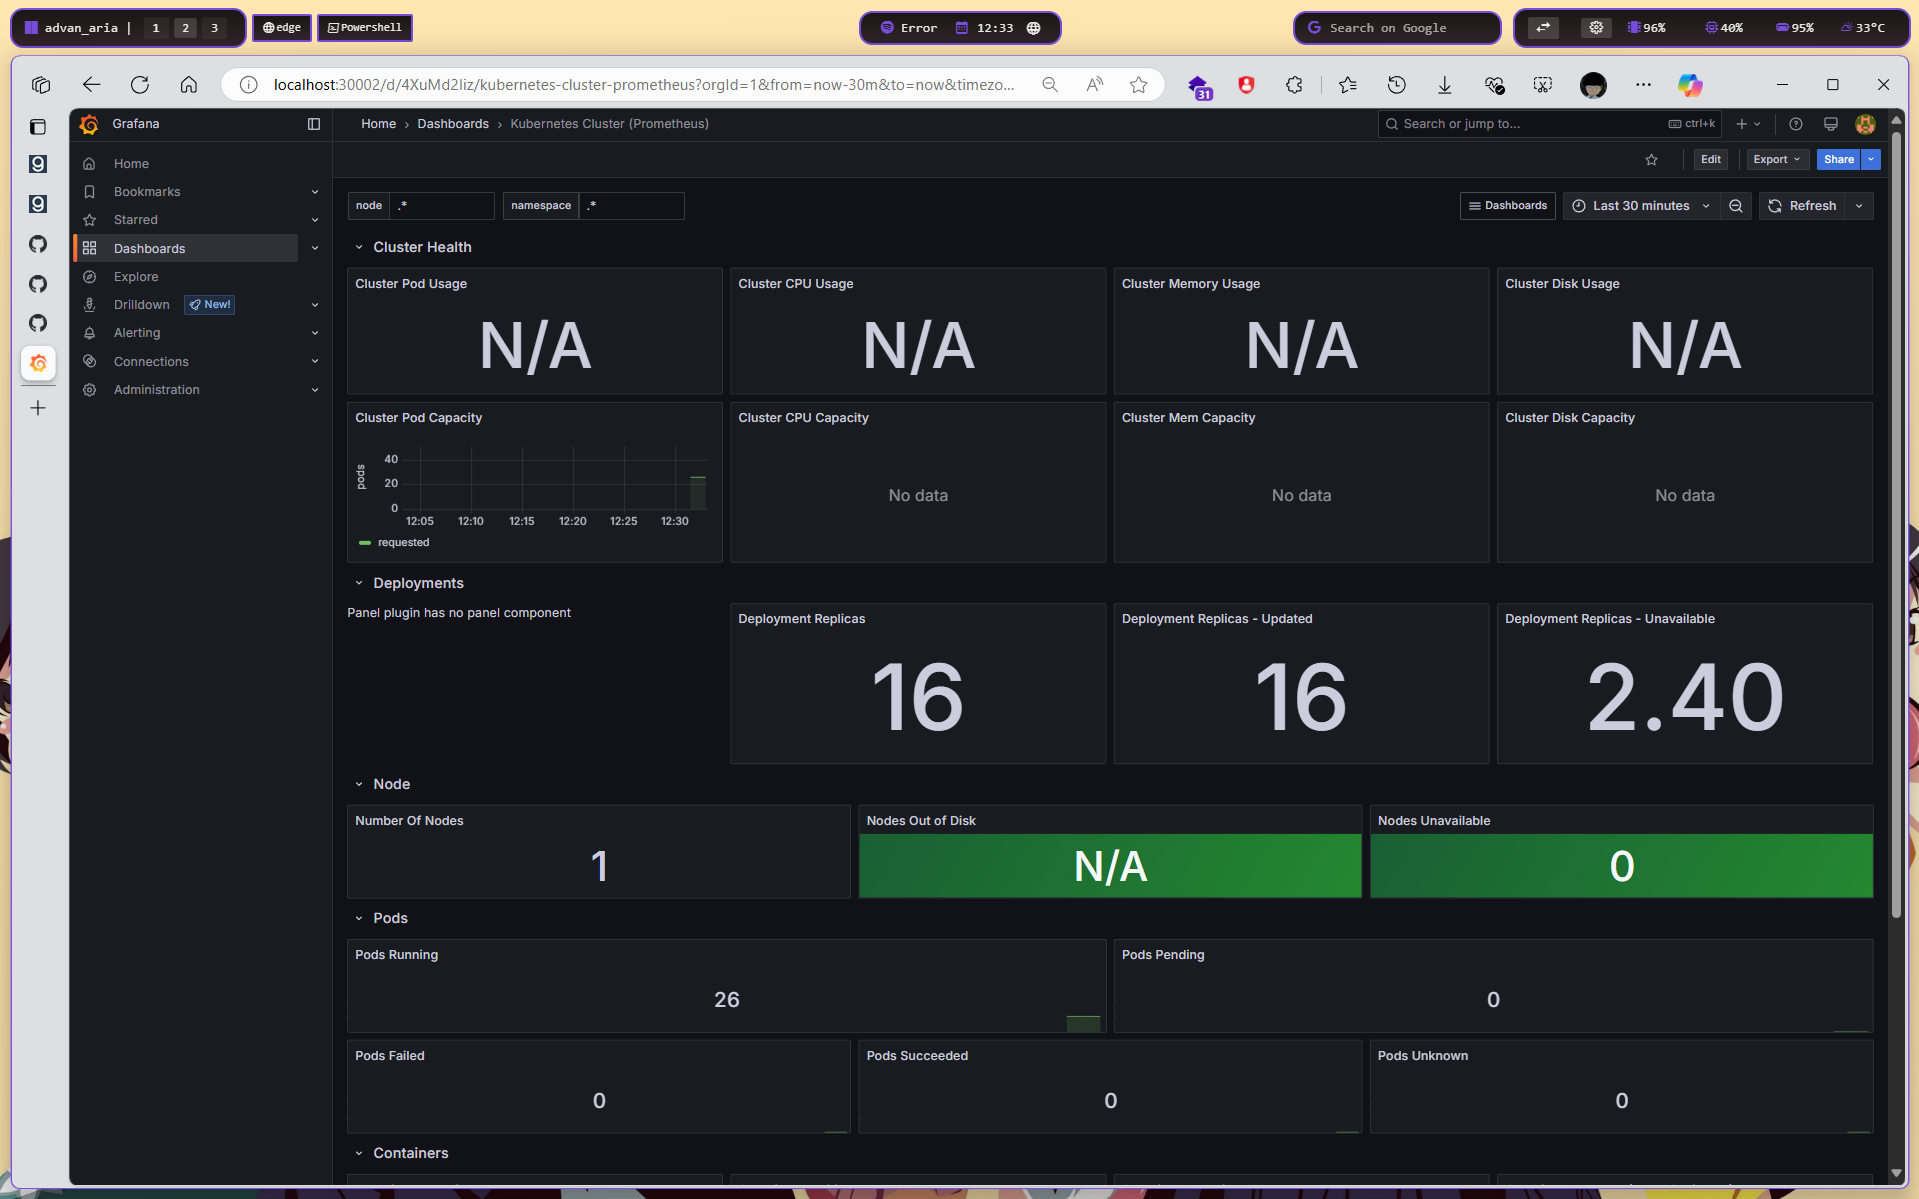 advan_aria | 1 2 3 edge Powershell
Error 12:33
Search on Google
96% 40% 95% 33°C
localhost:30002/d/4XuMd2Iiz/kubernetes-cluster-prometheus?orgId=1&from=now-30m&to=now&timezo...
31
Grafana
Home › Dashboards › Kubernetes Cluster (Prometheus)
Search or jump to... ctrl+k
Home
Bookmarks
Starred
Dashboards
Explore
Drilldown New!
Alerting
Connections
Administration
Edit Export Share
node .* namespace .*
Dashboards Last 30 minutes Refresh
Cluster Health
Cluster Pod Usage
N/A
Cluster CPU Usage
N/A
Cluster Memory Usage
N/A
Cluster Disk Usage
N/A
Cluster Pod Capacity
pods
40
20
0
12:05 12:10 12:15 12:20 12:25 12:30
requested
Cluster CPU Capacity
No data
Cluster Mem Capacity
No data
Cluster Disk Capacity
No data
Deployments
Panel plugin has no panel component
Deployment Replicas
16
Deployment Replicas - Updated
16
Deployment Replicas - Unavailable
2.40
Node
Number Of Nodes
1
Nodes Out of Disk
N/A
Nodes Unavailable
0
Pods
Pods Running
26
Pods Pending
0
Pods Failed
0
Pods Succeeded
0
Pods Unknown
0
Containers